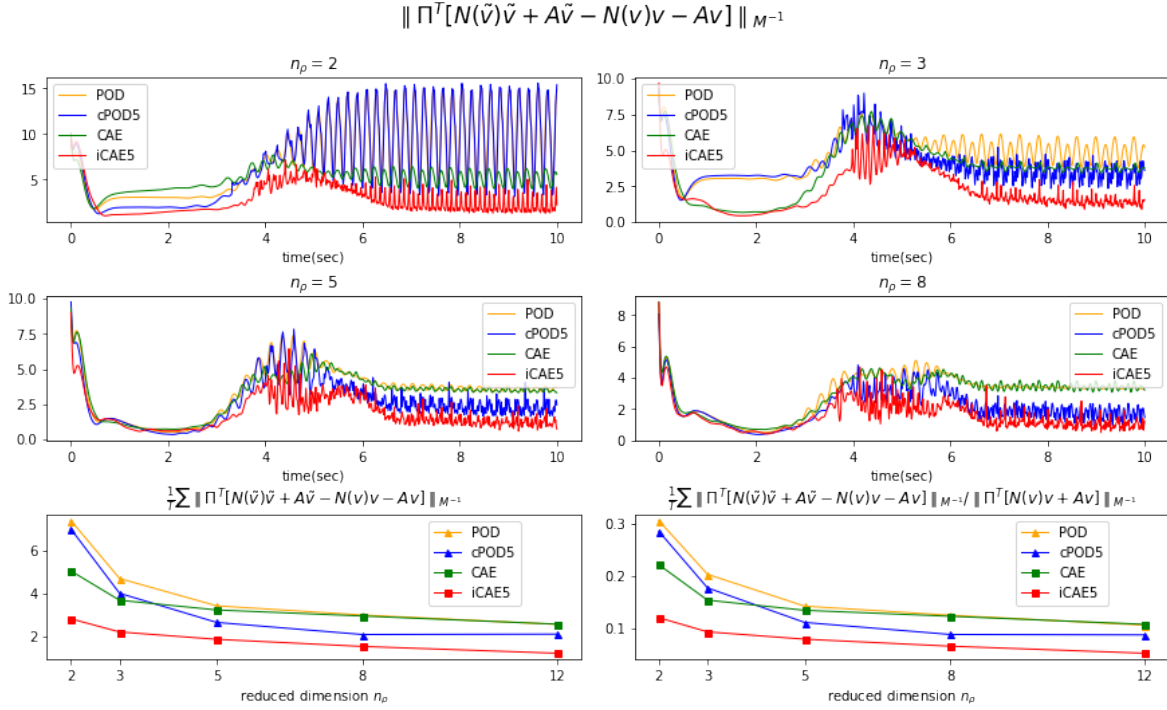 ‖ Π^T[N(ṽ)ṽ + Aṽ − N(v)v − Av] ‖_{M^{−1}}
n_ρ = 2
n_ρ = 3
15
10
5
POD
cPOD5
CAE
iCAE5
0 2 4 6 8 10
time(sec)
10.0
7.5
5.0
2.5
0.0
POD
cPOD5
CAE
iCAE5
0 2 4 6 8 10
time(sec)
n_ρ = 5
n_ρ = 8
10.0
7.5
5.0
2.5
0.0
POD
cPOD5
CAE
iCAE5
0 2 4 6 8 10
time(sec)
8
6
4
2
0
POD
cPOD5
CAE
iCAE5
0 2 4 6 8 10
time(sec)
1/T ∑ ‖ Π^T[N(ṽ)ṽ + Aṽ − N(v)v − Av] ‖_{M^{−1}}
1/T ∑ ‖ Π^T[N(ṽ)ṽ + Aṽ − N(v)v − Av] ‖_{M^{−1}} / ‖ Π^T[N(v)v + Av] ‖_{M^{−1}}
6
4
2
POD
cPOD5
CAE
iCAE5
2 3 5 8 12
reduced dimension n_ρ
0.3
0.2
0.1
POD
cPOD5
CAE
iCAE5
2 3 5 8 12
reduced dimension n_ρ